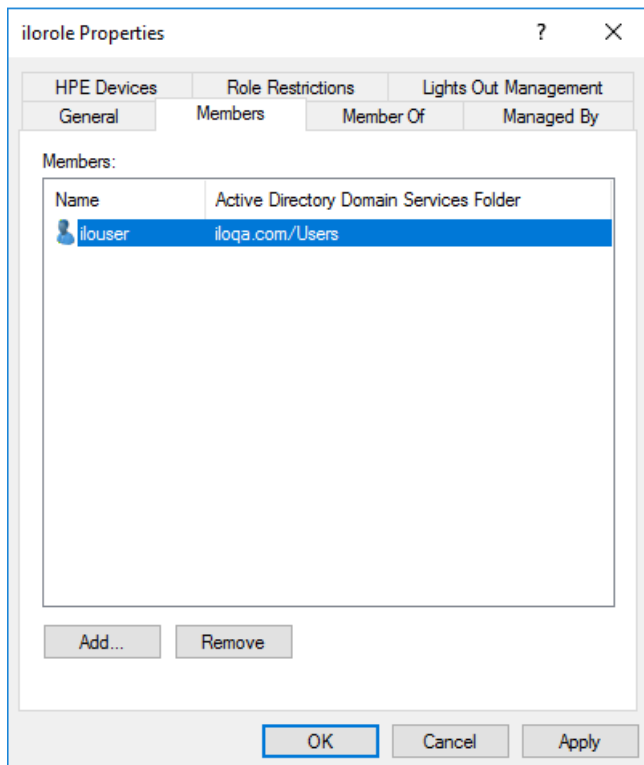 ilorole Properties
?
HPE Devices Role Restrictions Lights Out Management
General Members Member Of Managed By
Members:
Name Active Directory Domain Services Folder
ilouser iloqa.com/Users
Add... Remove
OK Cancel Apply